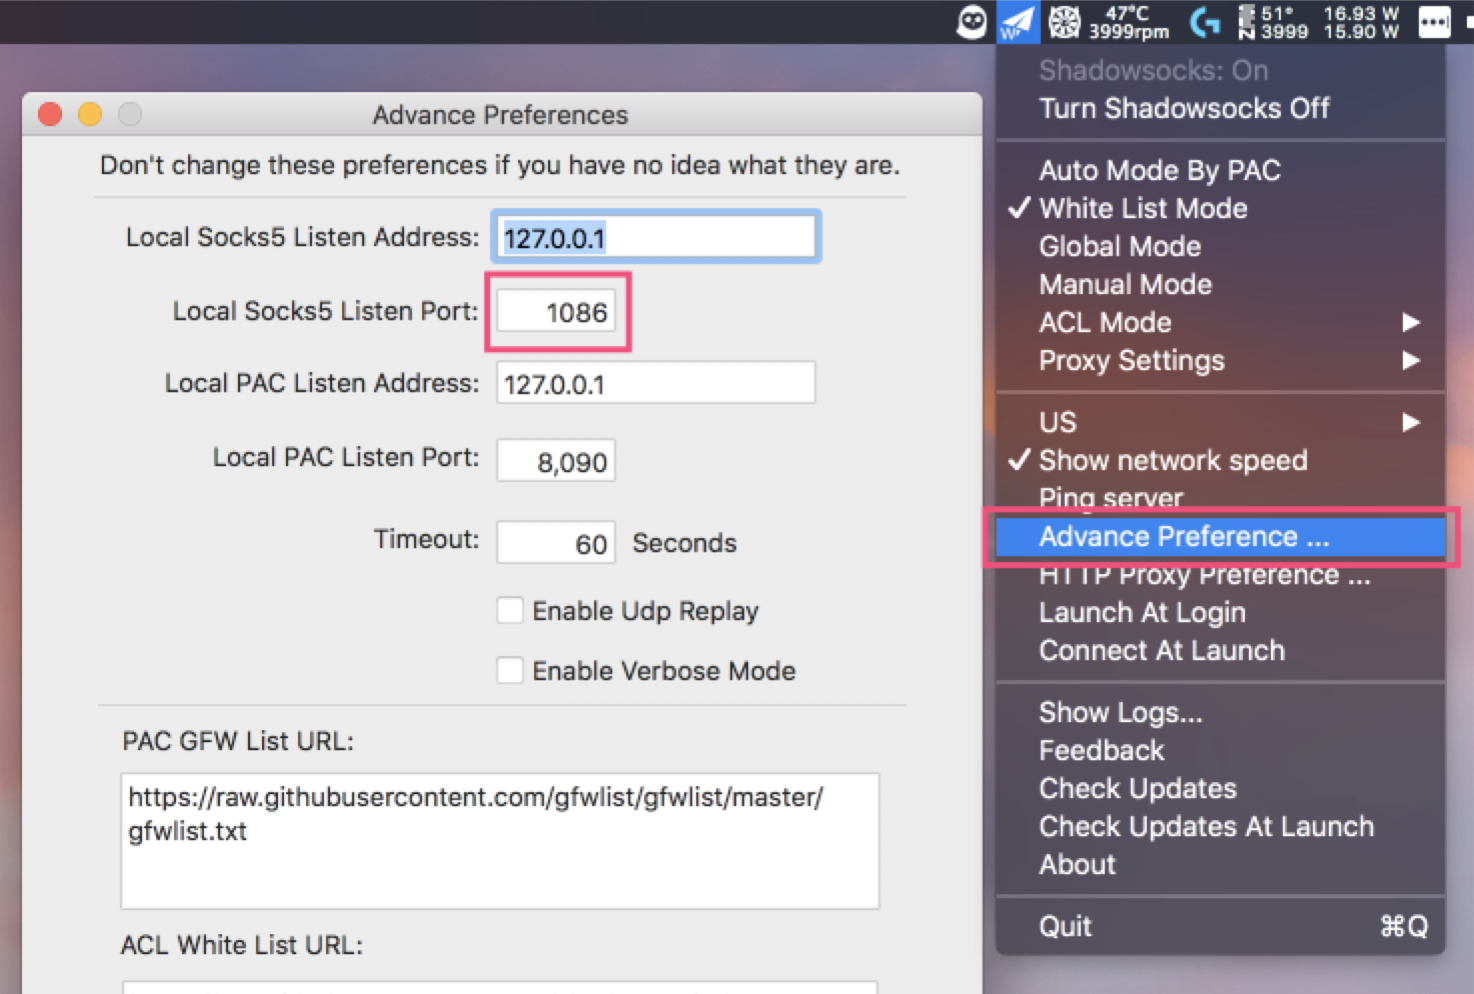 47°C
3999rpm
51°
3999
16.93 W
15.90 W
Advance Preferences
Don't change these preferences if you have no idea what they are.
Local Socks5 Listen Address: 127.0.0.1
Local Socks5 Listen Port: 1086
Local PAC Listen Address: 127.0.0.1
Local PAC Listen Port: 8,090
Timeout: 60 Seconds
Enable Udp Replay
Enable Verbose Mode
PAC GFW List URL:
https://raw.githubusercontent.com/gfwlist/gfwlist/master/
gfwlist.txt
ACL White List URL:
Shadowsocks: On
Turn Shadowsocks Off
Auto Mode By PAC
✓ White List Mode
Global Mode
Manual Mode
ACL Mode
Proxy Settings
US
✓ Show network speed
Ping server
Advance Preference ...
HTTP Proxy Preference ...
Launch At Login
Connect At Launch
Show Logs...
Feedback
Check Updates
Check Updates At Launch
About
Quit ⌘Q